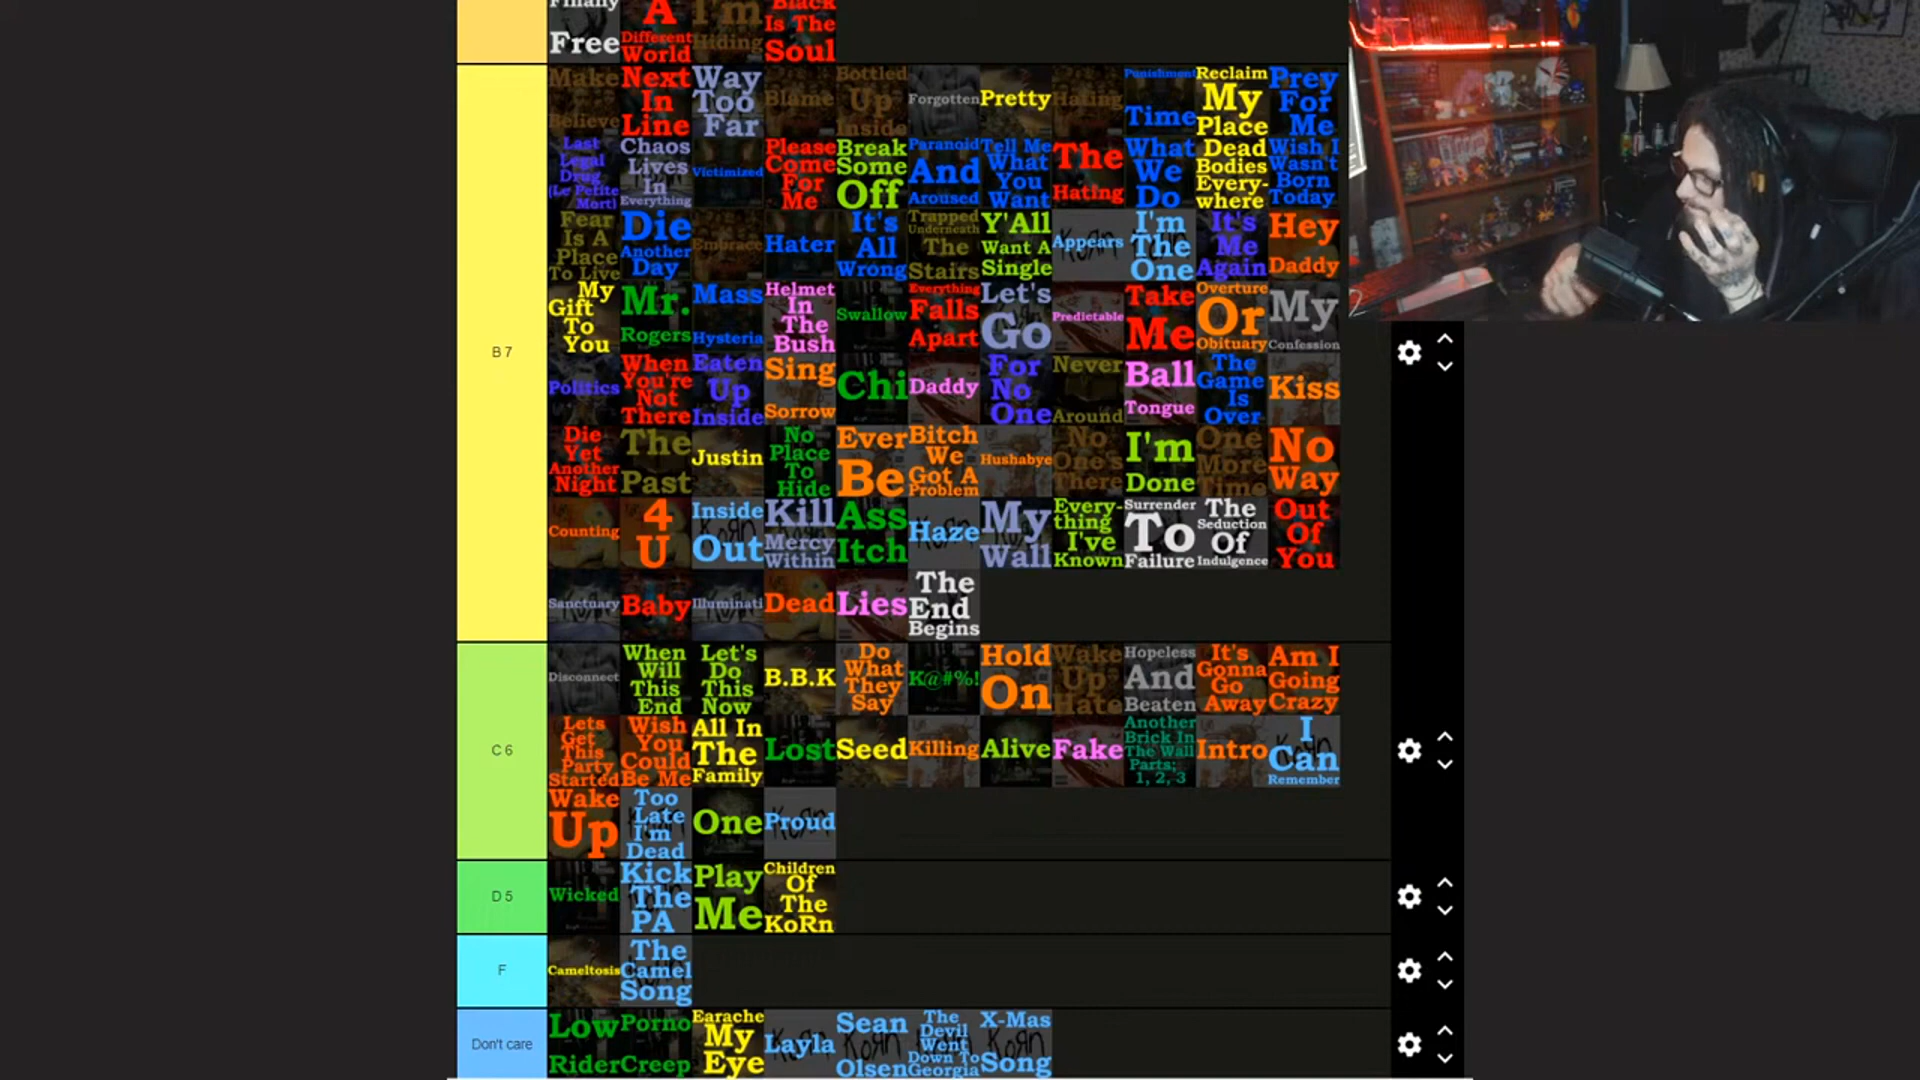 Finally
Free
A
Different
World
I'm
Hiding
Black
Is The
Soul
B 7
Make
Believe
Next
In
Line
Way
Too
Far
Blame
Bottled
Up
Inside
Forgotten
Pretty
Hating
Punishment
Time
Reclaim
My
Place
Prey
For
Me
Last
Legal
Drug
(Le Petite
Mort)
Chaos
Lives
In
Everything
Victimized
Please
Come
For
Me
Break
Some
Off
Paranoid
And
Aroused
Tell Me
What
You
Want
The
Hating
What
We
Do
Dead
Bodies
Every-
where
Wish I
Wasn't
Born
Today
Fear
Is A
Place
To Live
Die
Another
Day
Embrace
Hater
It's
All
Wrong
Trapped
Underneath
The
Stairs
Y'All
Want A
Single
Appears
I'm
The
One
It's
Me
Again
Hey
Daddy
My
Gift
To
You
Mr.
Rogers
Mass
Hysteria
Helmet
In
The
Bush
Swallow
Everything
Falls
Apart
Let's
Go
Predictable
Take
Me
Overture
Or
Obituary
My
Confession
Politics
When
You're
Not
There
Eaten
Up
Inside
Sing
Sorrow
Chi
Daddy
For
No
One
Never
Around
Ball
Tongue
The
Game
Is
Over
Kiss
Die
Yet
Another
Night
The
Past
Justin
No
Place
To
Hide
Ever
Be
Bitch
We
Got A
Problem
Hushabye
No
One's
There
I'm
Done
One
More
Time
No
Way
Counting
4
U
Inside
Out
Kill
Mercy
Within
Ass
Itch
Haze
My
Wall
Every-
thing
I've
Known
Surrender
To
Failure
The
Seduction
Of
Indulgence
Out
Of
You
Sanctuary
Baby
Illuminati
Dead
Lies
The
End
Begins
C 6
Disconnect
When
Will
This
End
Let's
Do
This
Now
B.B.K
Do
What
They
Say
K@#%!
Hold
On
Wake
Up
Hate
Hopeless
And
Beaten
It's
Gonna
Go
Away
Am I
Going
Crazy
Lets
Get
This
Party
Started
Wish
You
Could
Be Me
All In
The
Family
Lost
Seed
Killing
Alive
Fake
Another
Brick In
The Wall
Parts;
1, 2, 3
Intro
I
Can
Remember
Wake
Up
Too
Late
I'm
Dead
One
Proud
D 5
Wicked
Kick
The
PA
Play
Me
Children
Of
The
KoRn
F
Cameltosis
The
Camel
Song
Don't care
Low
Rider
Porno
Creep
Earache
My
Eye
Layla
Sean
Olsen
The
Devil
Went
Down To
Georgia
X-Mas
Song